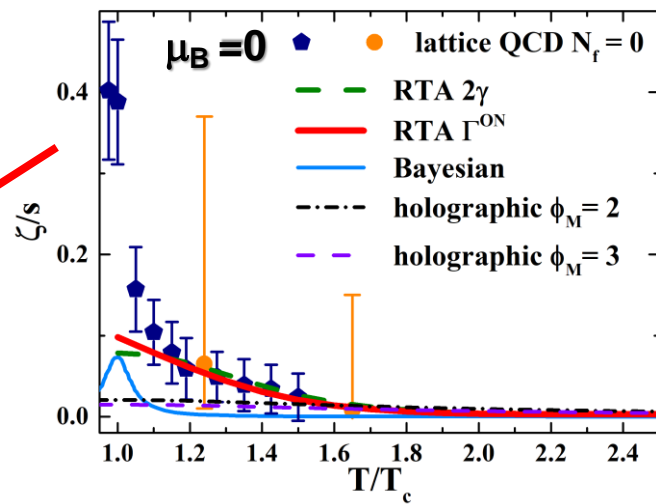 μB =0 lattice QCD Nf = 0
RTA 2γ
RTA Γ^ON
Bayesian
holographic ϕM = 2
holographic ϕM = 3
ζ/s
0.4
0.2
0.0
1.0 1.2 1.4 1.6 1.8 2.0 2.2 2.4
T/Tc